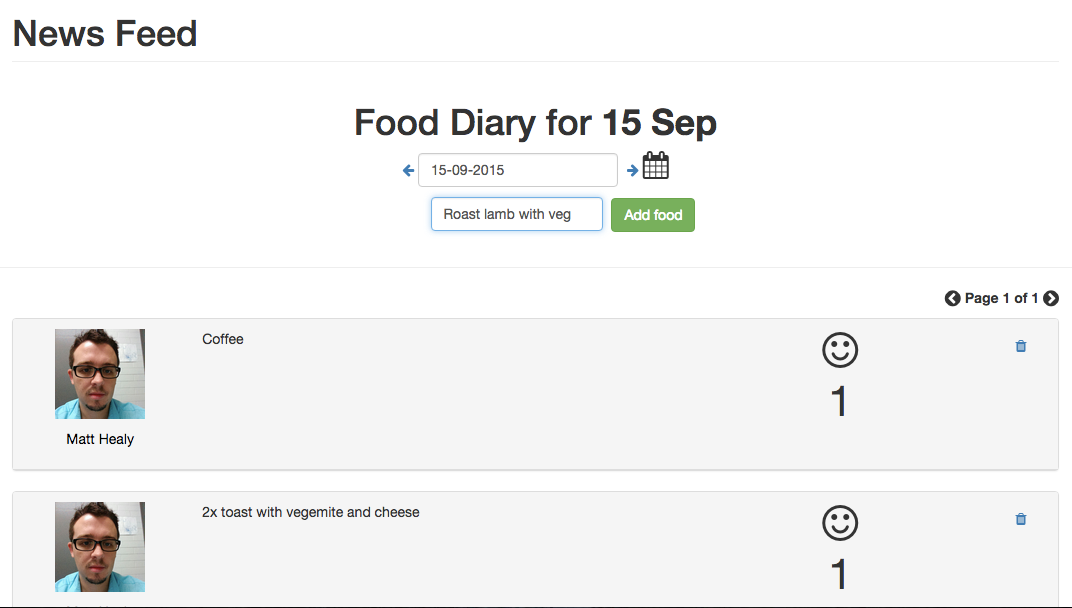 News Feed
Food Diary for 15 Sep
15-09-2015
Roast lamb with veg
Add food
Page 1 of 1
Coffee
1
Matt Healy
2x toast with vegemite and cheese
1